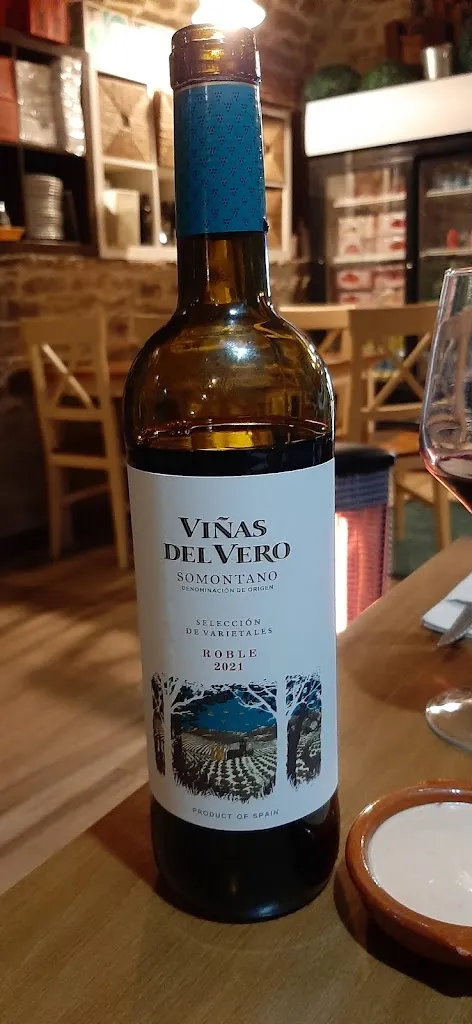 VIÑAS
DEL VERO
SOMONTANO
DENOMINACIÓN DE ORIGEN
SELECCIÓN
DE VARIETALES
ROBLE
2021
PRODUCT OF SPAIN